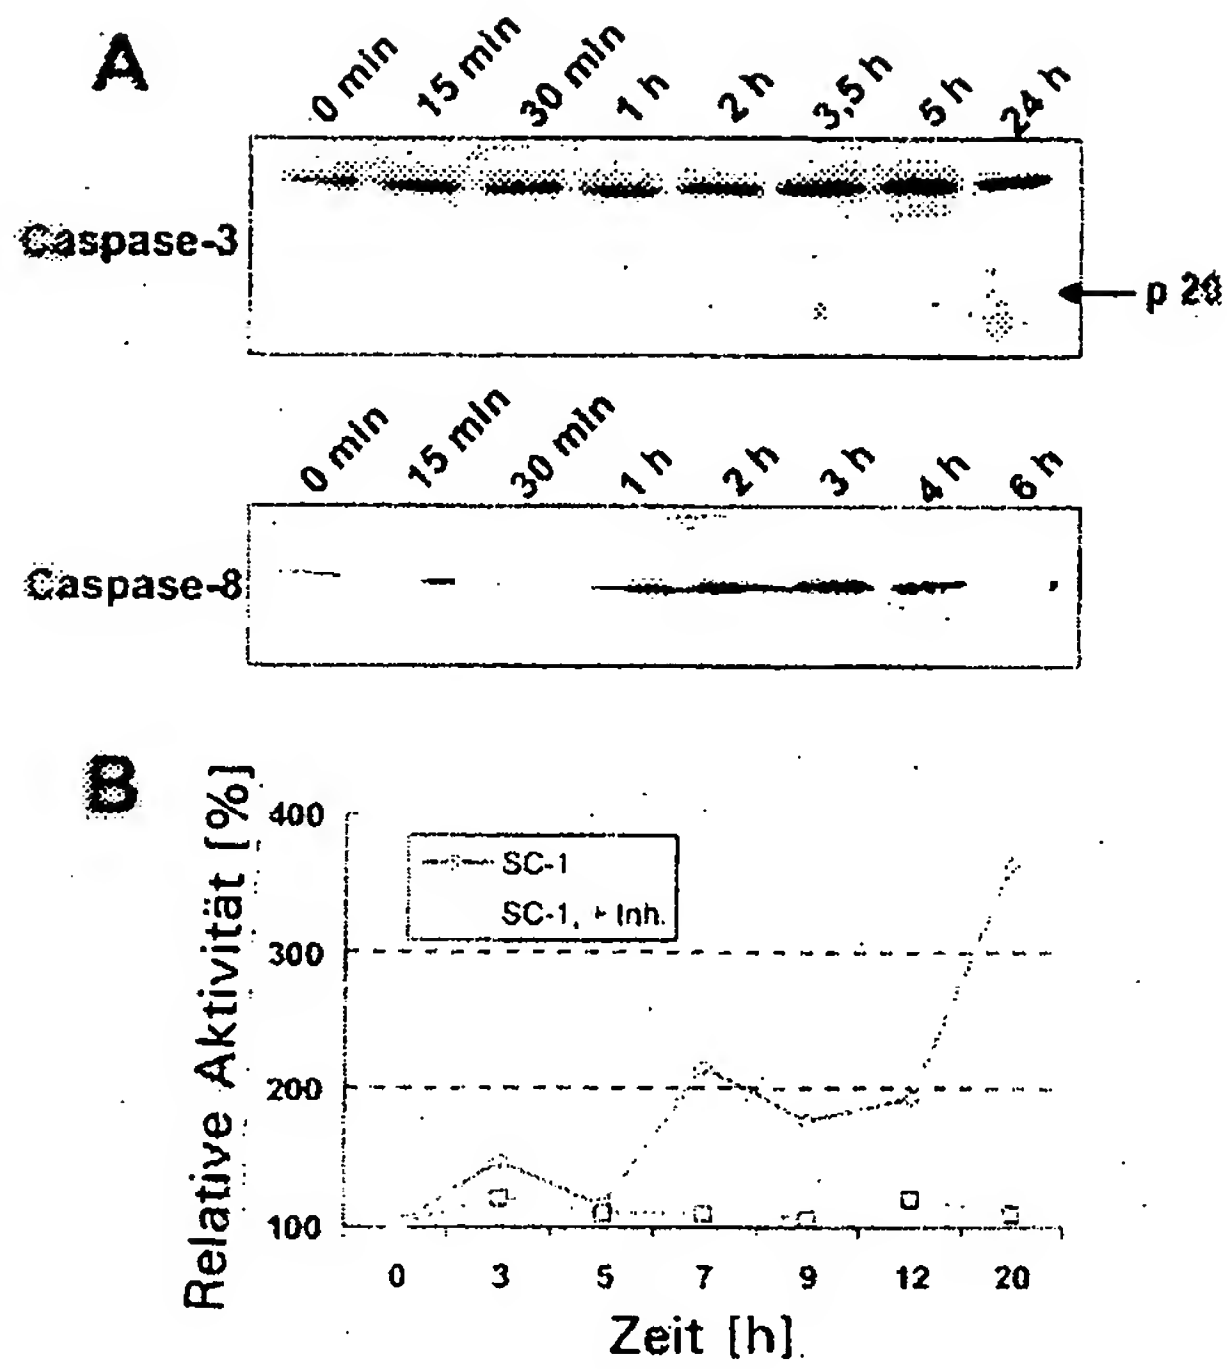 A
0 min 15 min 30 min 1 h 2 h 3,5 h 5 h 24 h
Caspase-3
p 20
0 min 15 min 30 min 1 h 2 h 3 h 4 h 6 h
Caspase-8
B
Relative Aktivität [%]
400
300
200
100
SC-1
SC-1, + Inh.
0 3 5 7 9 12 20
Zeit [h]